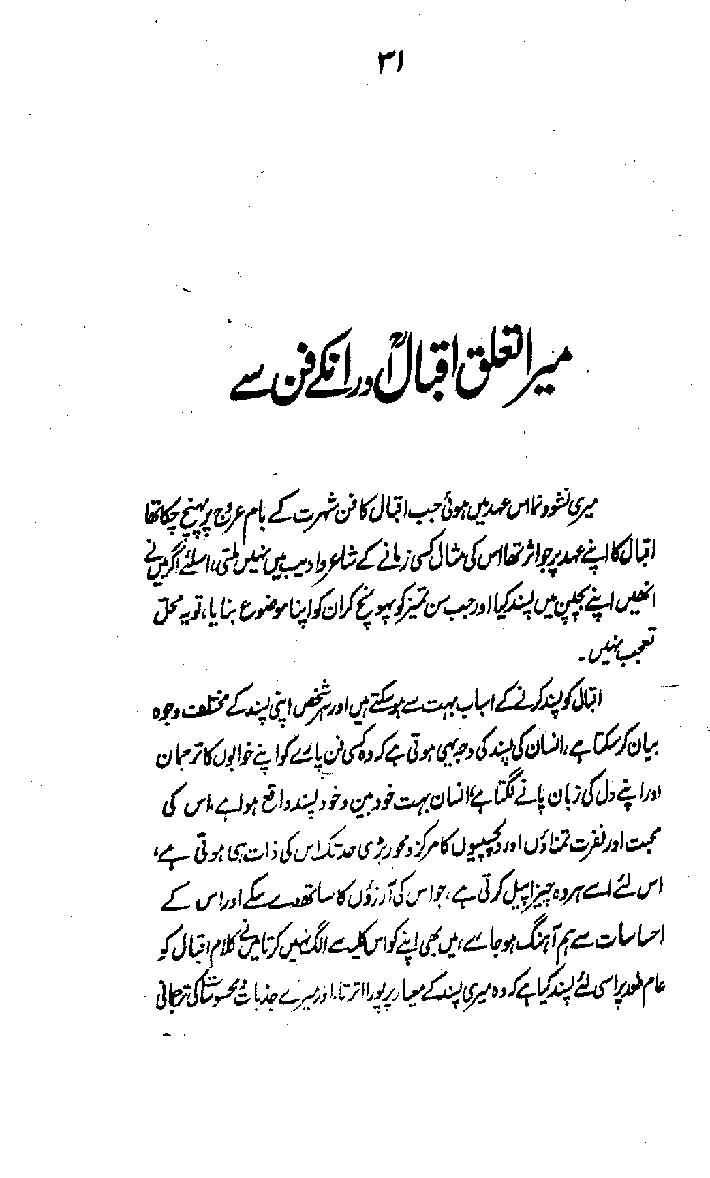 ۳۱
میرا تعلق اقبالؒ اور انکے فن سے
میری نشوونما اس عہد میں ہوئی جب اقبال کا فن شہرت کے بام عروج پر پہنچ چکا تھا
اقبال کا اپنے عہد پر جو اثر تھا اس کی مثال کسی زمانے کے شاعر و ادیب میں نہیں ملتی، اسلئے اگر میں نے
انھیں اپنے بچپن میں پسند کیا اور جب سن تمیز کو پہونچ کر ان کو اپنا موضوع بنایا، تو یہ محل
تعجب نہیں۔
اقبال کو پسند کرنے کے اسباب بہت سے ہو سکتے ہیں اور ہر شخص اپنی پسند کے مختلف وجوہ
بیان کر سکتا ہے، انسان کی پسند کی وجہ یہی ہوتی ہے کہ وہ کسی فن پارے کو اپنے خوابوں کا ترجمان
اور اپنے دل کی زبان پانے لگتا ہے، انسان بہت خود بین و خود پسند واقع ہوا ہے، اس کی
محبت اور نفرت تمناؤں اور دلچسپیوں کا مرکز و محور بڑی حد تک اس کی ذات ہی ہوتی ہے،
اس لئے اسے ہر وہ چیز اپیل کرتی ہے، جو اس کی آرزؤں کا ساتھ دے سکے اور اس کے
احساسات سے ہم آہنگ ہو جائے، میں بھی اپنے کو اس کلیہ سے الگ نہیں کرتا میں نے کلام اقبال کو
عام طور پر اسی لئے پسند کیا ہے کہ وہ میری پسند کے معیار پر پورا اترتا، اور میرے جذبات و محسوسات کی ترجمانی